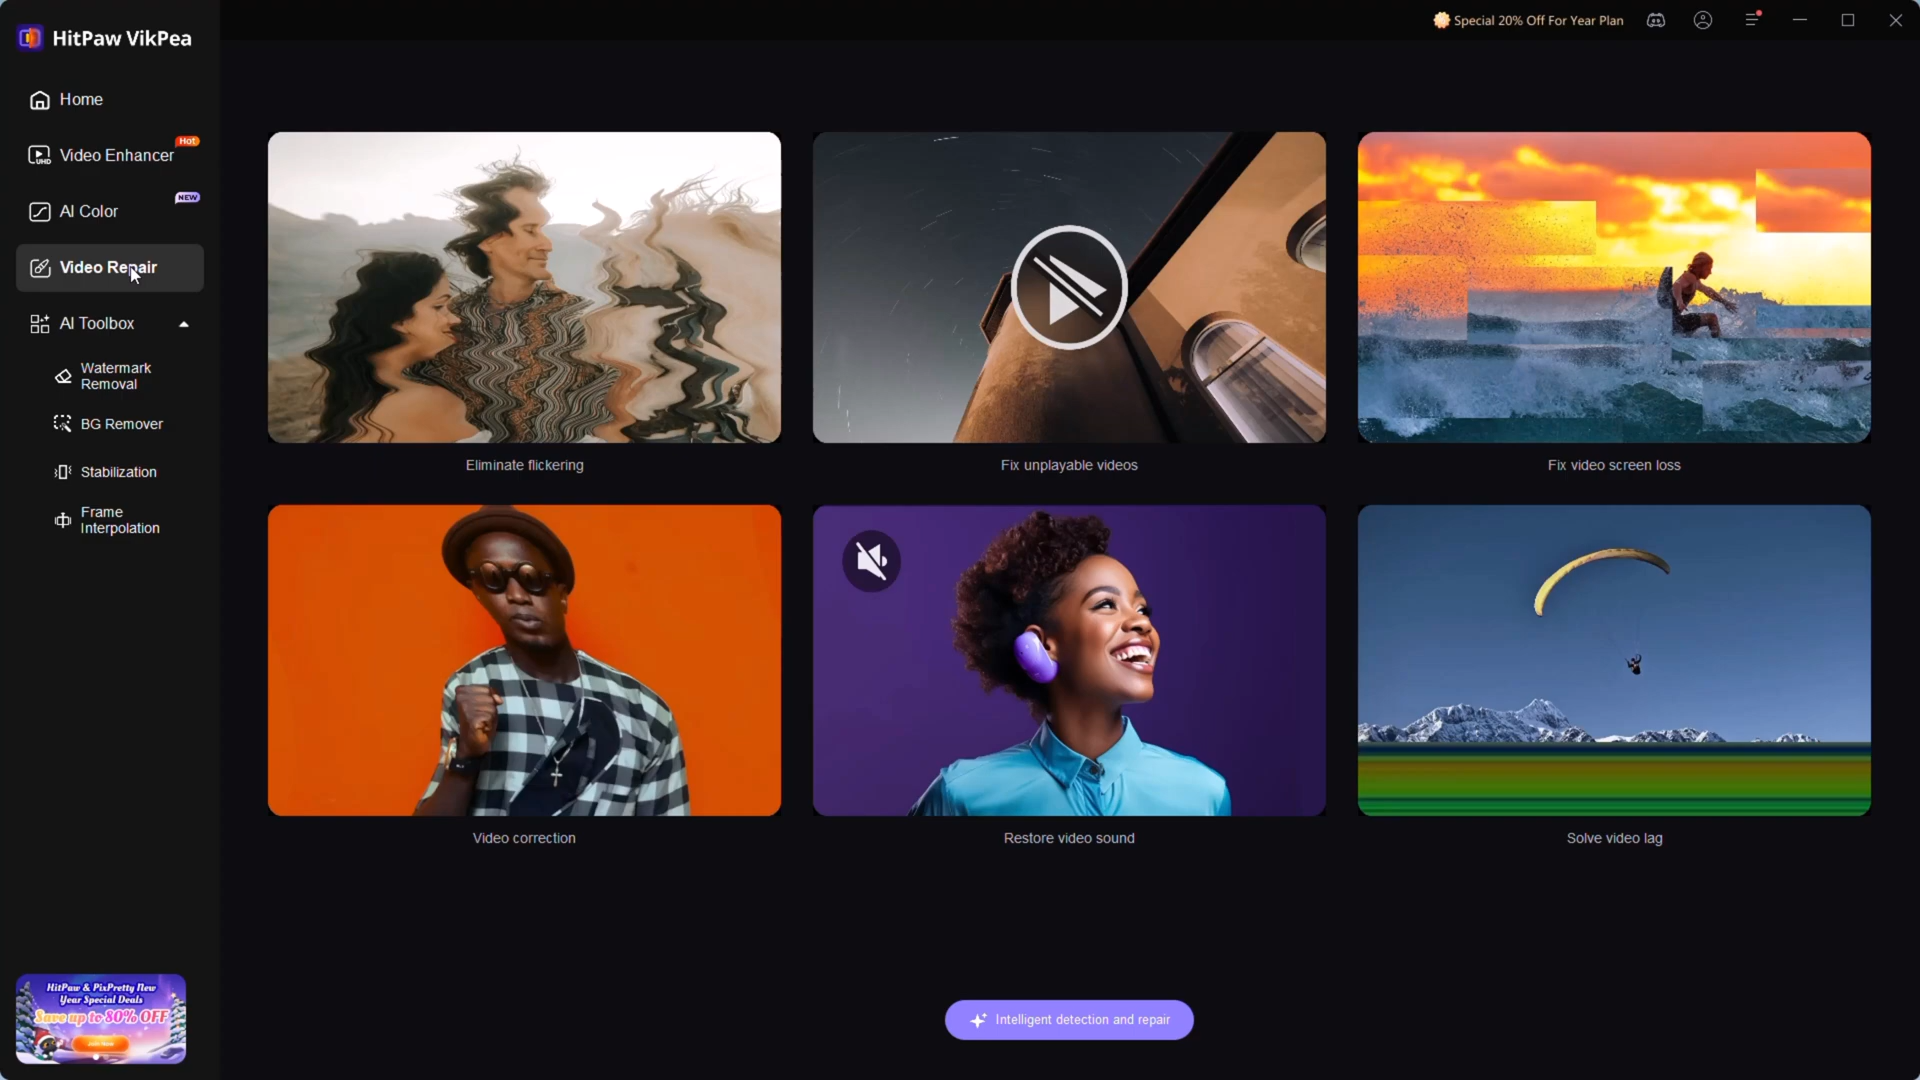 HitPaw VikPea
Special 20% Off For Year Plan
Home
Video Enhancer
Hot
AI Color
NEW
Video Repair
AI Toolbox
Watermark
Removal
BG Remover
Stabilization
Frame
Interpolation
Eliminate flickering
Fix unplayable videos
Fix video screen loss
Video correction
Restore video sound
Solve video lag
HitPaw & PixPretty New
Year Special Deals
Save up to 80% OFF
Join Now
Intelligent detection and repair